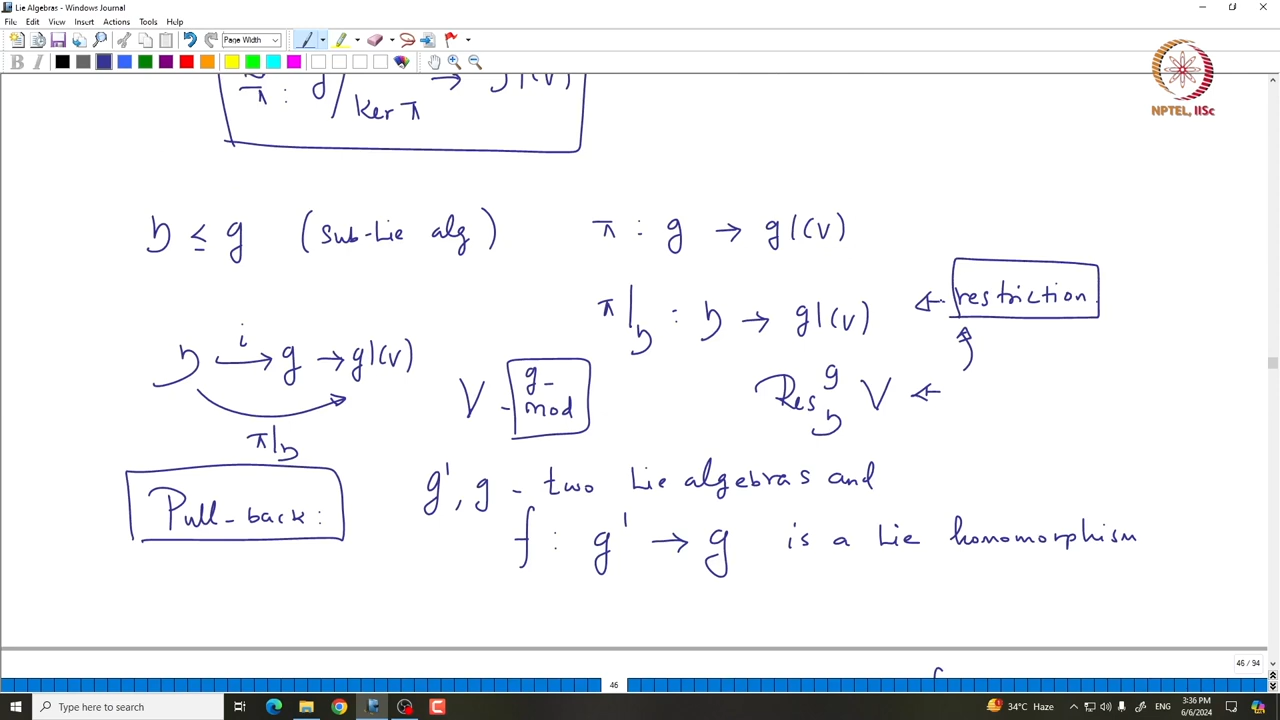 Lie Algebras - Windows Journal
File Edit View Insert Actions Tools Help
Page Width
B I
NPTEL, IISc
π̃ : g/Ker π → gl(V)
h ≤ g (Sub-Lie alg) π : g → gl(V)
π|h : h → gl(V) ← restriction
h i→ g → gl(V)
V - g-mod Res g h V ←
π|h
Pull-back: g', g - two Lie algebras and
f : g' → g is a Lie homomorphism
46 / 94
46
Type here to search
34°C Haze
3:36 PM
6/6/2024